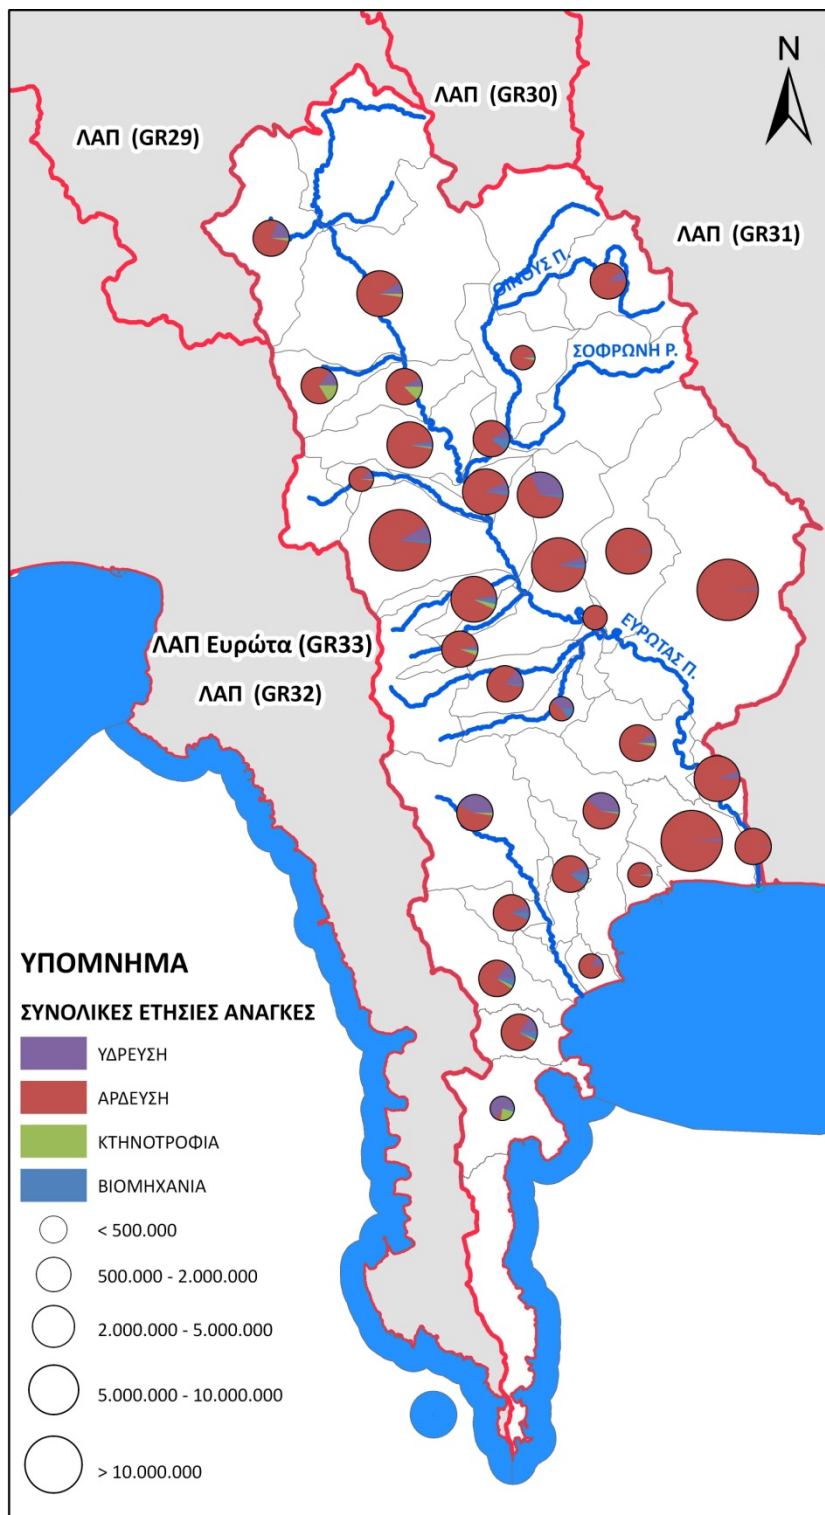 N
ΛΑΠ (GR30)
ΛΑΠ (GR29)
ΛΑΠ (GR31)
ΟΙΝΟΥΣ Π.
ΣΟΦΡΩΝΗ Ρ.
ΕΥΡΩΤΑΣ Π.
ΛΑΠ Ευρώτα (GR33)
ΛΑΠ (GR32)
ΥΠΟΜΝΗΜΑ
ΣΥΝΟΛΙΚΕΣ ΕΤΗΣΙΕΣ ΑΝΑΓΚΕΣ
ΥΔΡΕΥΣΗ
ΑΡΔΕΥΣΗ
ΚΤΗΝΟΤΡΟΦΙΑ
ΒΙΟΜΗΧΑΝΙΑ
< 500.000
500.000 - 2.000.000
2.000.000 - 5.000.000
5.000.000 - 10.000.000
> 10.000.000